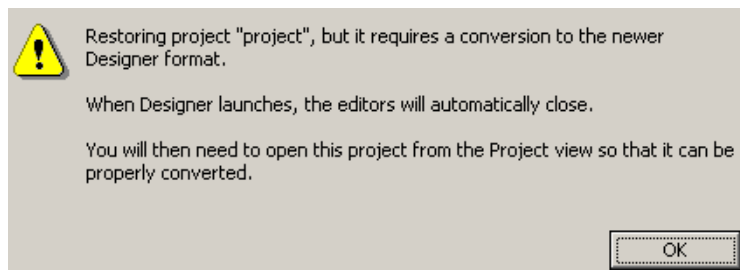 Restoring project "project", but it requires a conversion to the newer
Designer format.
When Designer launches, the editors will automatically close.
You will then need to open this project from the Project view so that it can be
properly converted.
OK